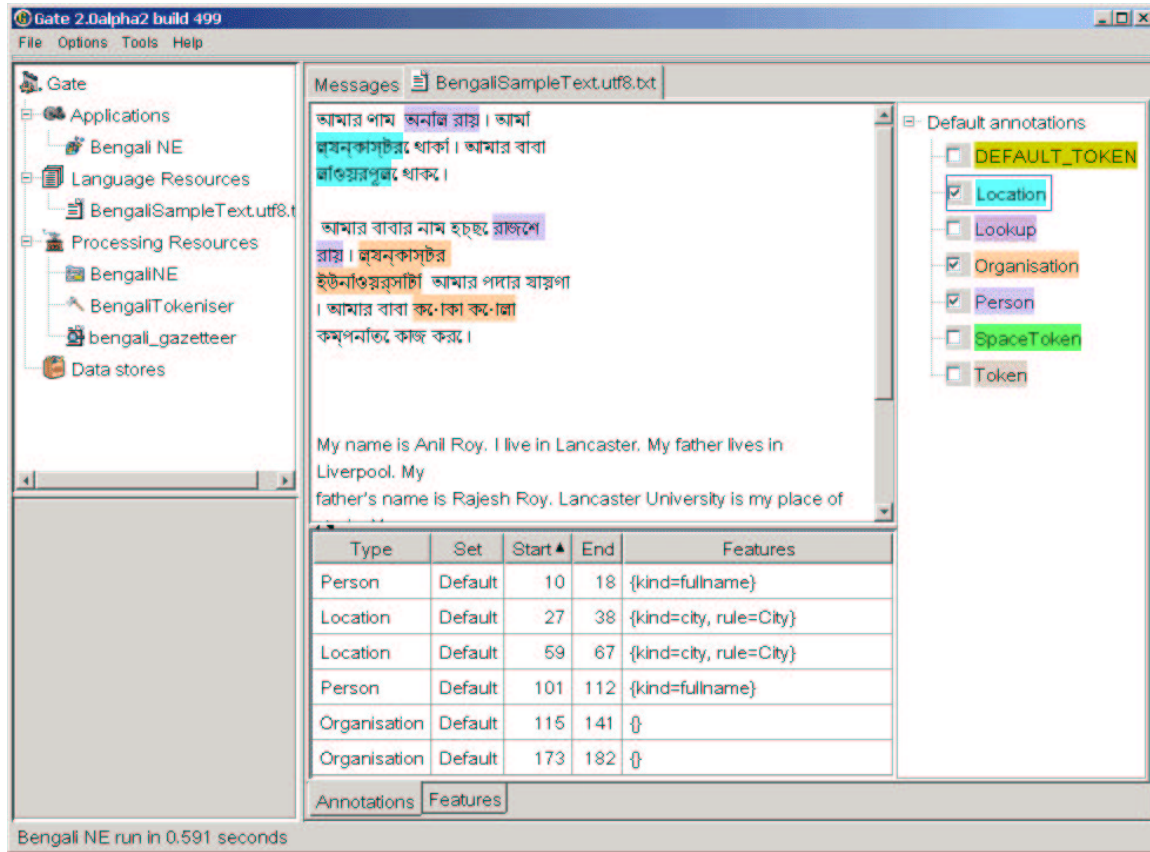 Gate 2.0alpha2 build 499
File Options Tools Help
Gate
Applications
Bengali NE
Language Resources
BengaliSampleText.utf8.t
Processing Resources
BengaliNE
BengaliTokeniser
bengali_gazetteer
Data stores
Messages BengaliSampleText.utf8.txt
আমার রায় । আমা
থাকা । আমার বাবা
থাক
আমার বাবার নাম
রায় ।
আমার
। আমার বাবা
কাজ
My name is Anil Roy. I live in Lancaster. My father lives in
Liverpool. My
father's name is Rajesh Roy. Lancaster University is my place of
Default annotations
DEFAULT_TOKEN
Location
Lookup
Organisation
Person
SpaceToken
Token
Type Set Start End Features
Person Default 10 18 {kind=fullname}
Location Default 27 38 {kind=city, rule=City}
Location Default 59 67 {kind=city, rule=City}
Person Default 101 112 {kind=fullname}
Organisation Default 115 141 {}
Organisation Default 173 182 {}
Annotations Features
Bengali NE run in 0.591 seconds